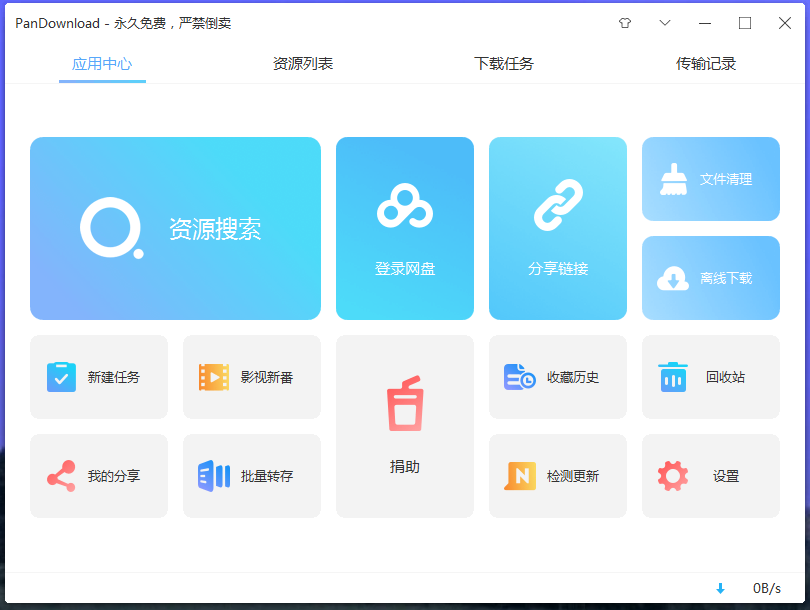 PanDownload - 永久免费，严禁倒卖
应用中心
资源列表
下载任务
传输记录
资源搜索
登录网盘
分享链接
文件清理
离线下载
新建任务
影视新番
捐助
收藏历史
回收站
我的分享
批量转存
检测更新
设置
0B/s